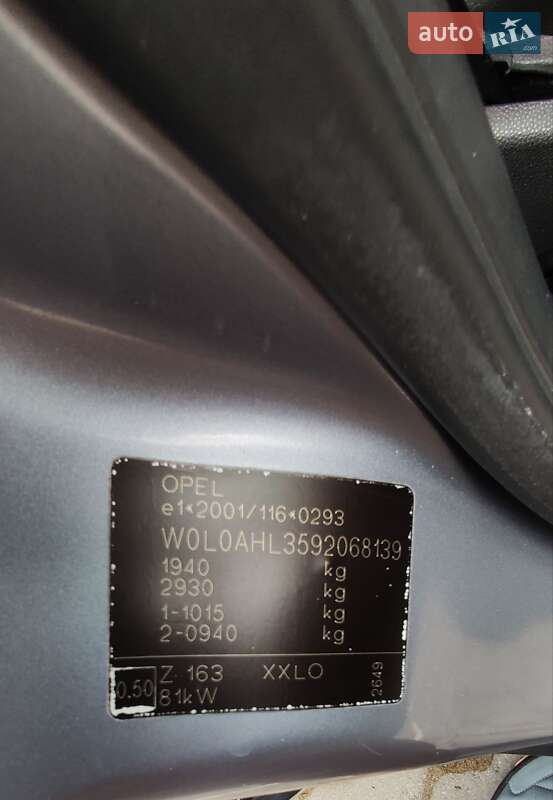 auto RIA
OPEL
e1*2001/116*0293
W0L0AHL3592068139
1940 kg
2930 kg
1-1015 kg
2-0940 kg
0.50 Z 163 XXLO
81kW
2649